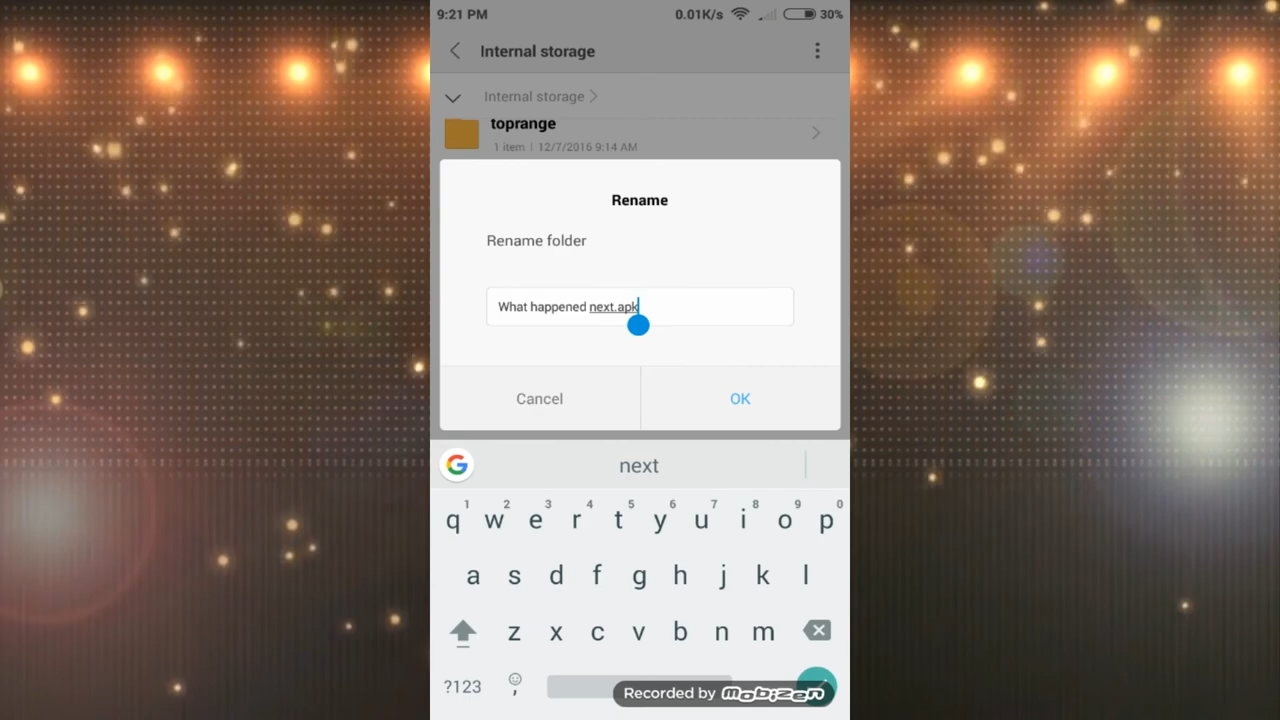 9:21 PM 0.01K/s 30%
Internal storage
Internal storage
toprange
1 item | 12/7/2016 9:14 AM
Rename
Rename folder
What happened next.apk
Cancel OK
G next
1 2 3 4 5 6 7 8 9 0
q w e r t y u i o p
a s d f g h j k l
z x c v b n m
?123 ,
Recorded by mobizen